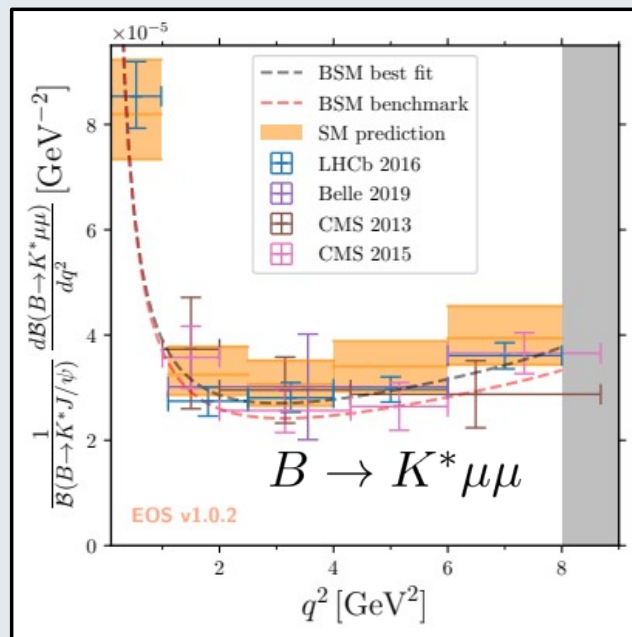 ×10⁻⁵
1/B(B→K*J/ψ) dB(B→K*μμ)/dq² [GeV⁻²]
8
6
4
2
0
BSM best fit
BSM benchmark
SM prediction
LHCb 2016
Belle 2019
CMS 2013
CMS 2015
B → K*μμ
EOS v1.0.2
2 4 6 8
q² [GeV²]